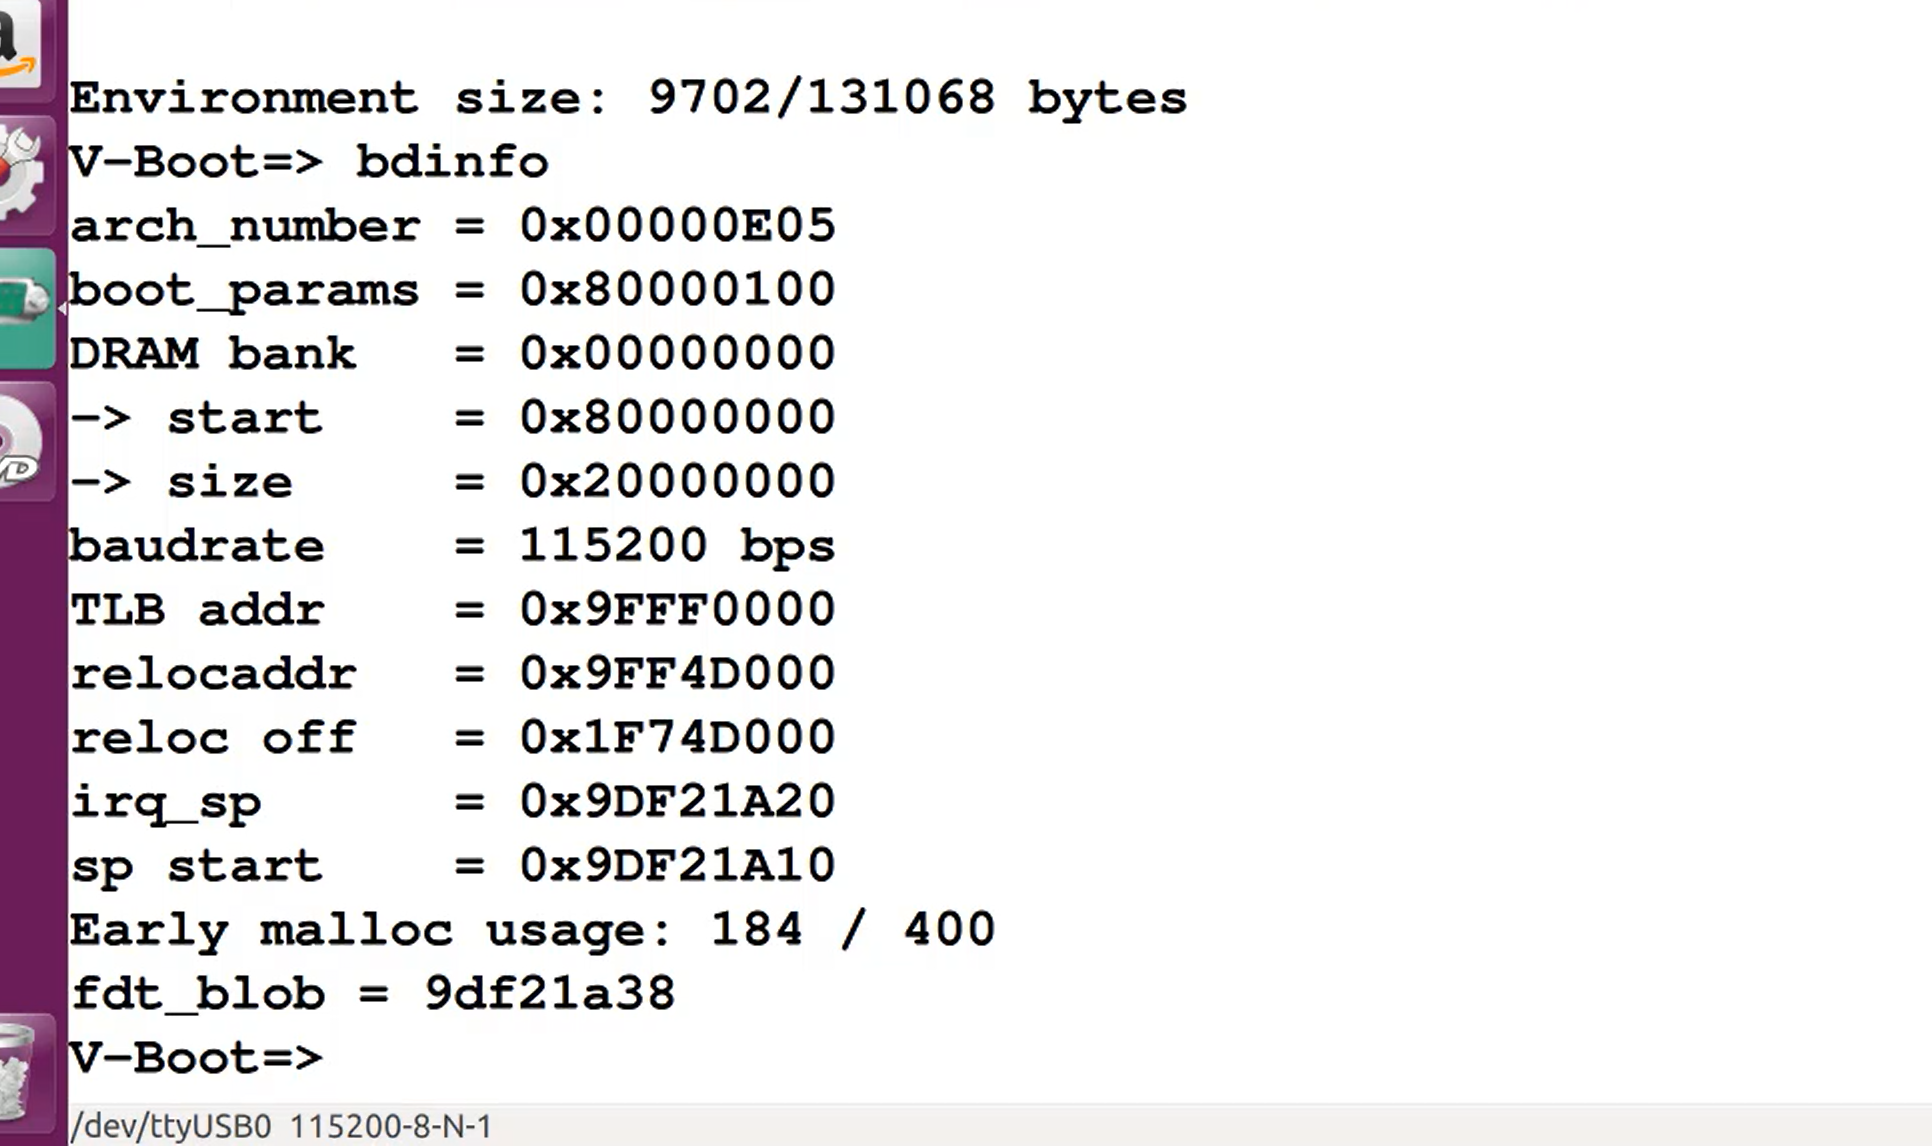 Environment size: 9702/131068 bytes
V-Boot=> bdinfo
arch_number = 0x00000E05
boot_params = 0x80000100
DRAM bank   = 0x00000000
-> start    = 0x80000000
-> size     = 0x20000000
baudrate    = 115200 bps
TLB addr    = 0x9FFF0000
relocaddr   = 0x9FF4D000
reloc off   = 0x1F74D000
irq_sp      = 0x9DF21A20
sp start    = 0x9DF21A10
Early malloc usage: 184 / 400
fdt_blob = 9df21a38
V-Boot=>
/dev/ttyUSB0 115200-8-N-1